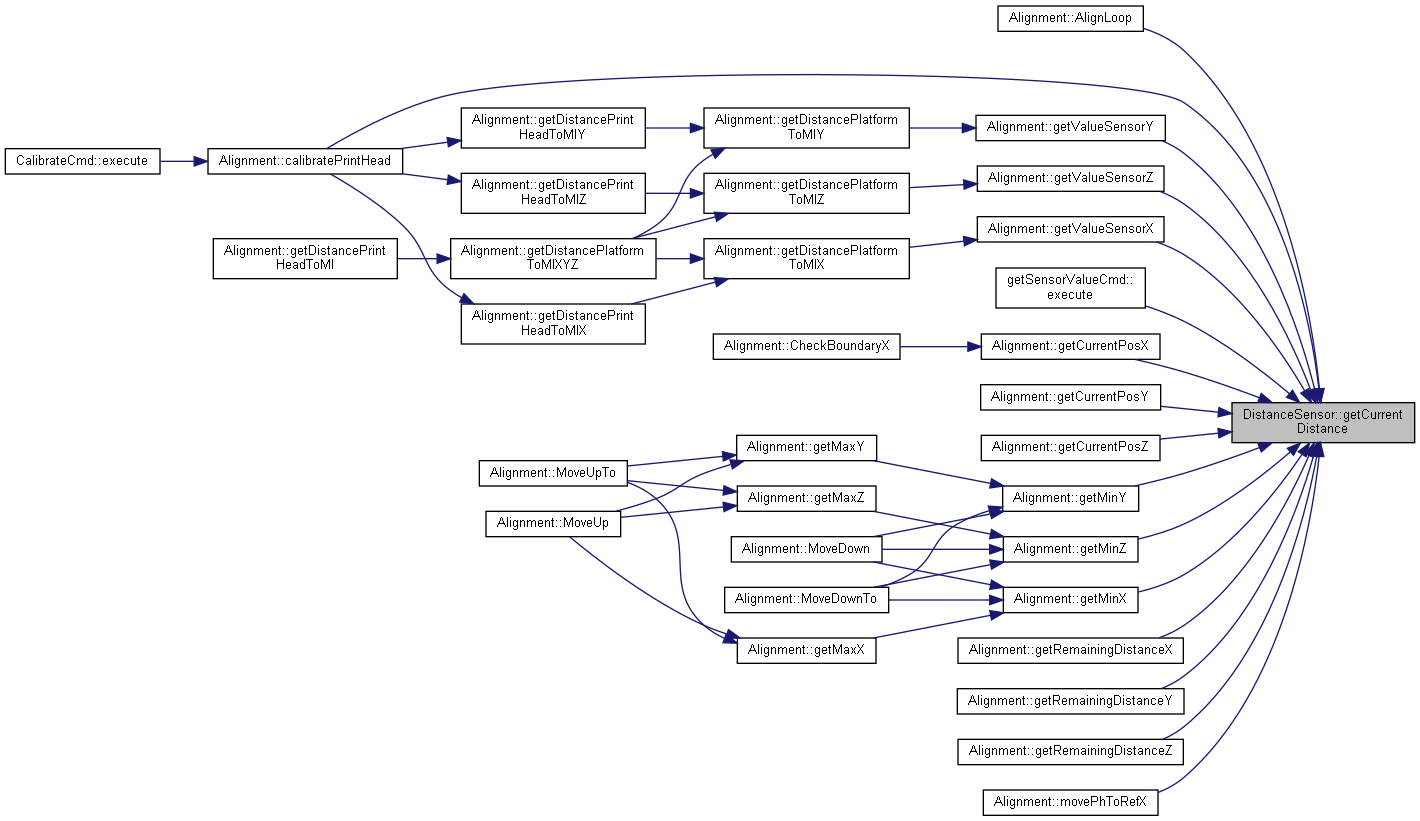 Alignment::AlignLoop
Alignment::getDistancePrint
HeadToMIY
Alignment::getDistancePlatform
ToMIY
Alignment::getValueSensorY
CalibrateCmd::execute
Alignment::calibratePrintHead
Alignment::getDistancePrint
HeadToMIZ
Alignment::getDistancePlatform
ToMIZ
Alignment::getValueSensorZ
Alignment::getDistancePrint
HeadToMI
Alignment::getDistancePlatform
ToMIXYZ
Alignment::getDistancePlatform
ToMIX
Alignment::getValueSensorX
getSensorValueCmd::
execute
Alignment::getDistancePrint
HeadToMIX
Alignment::CheckBoundaryX
Alignment::getCurrentPosX
Alignment::getCurrentPosY
DistanceSensor::getCurrent
Distance
Alignment::getCurrentPosZ
Alignment::getMaxY
Alignment::MoveUpTo
Alignment::getMaxZ
Alignment::getMinY
Alignment::MoveUp
Alignment::MoveDown
Alignment::getMinZ
Alignment::MoveDownTo
Alignment::getMinX
Alignment::getMaxX
Alignment::getRemainingDistanceX
Alignment::getRemainingDistanceY
Alignment::getRemainingDistanceZ
Alignment::movePhToRefX